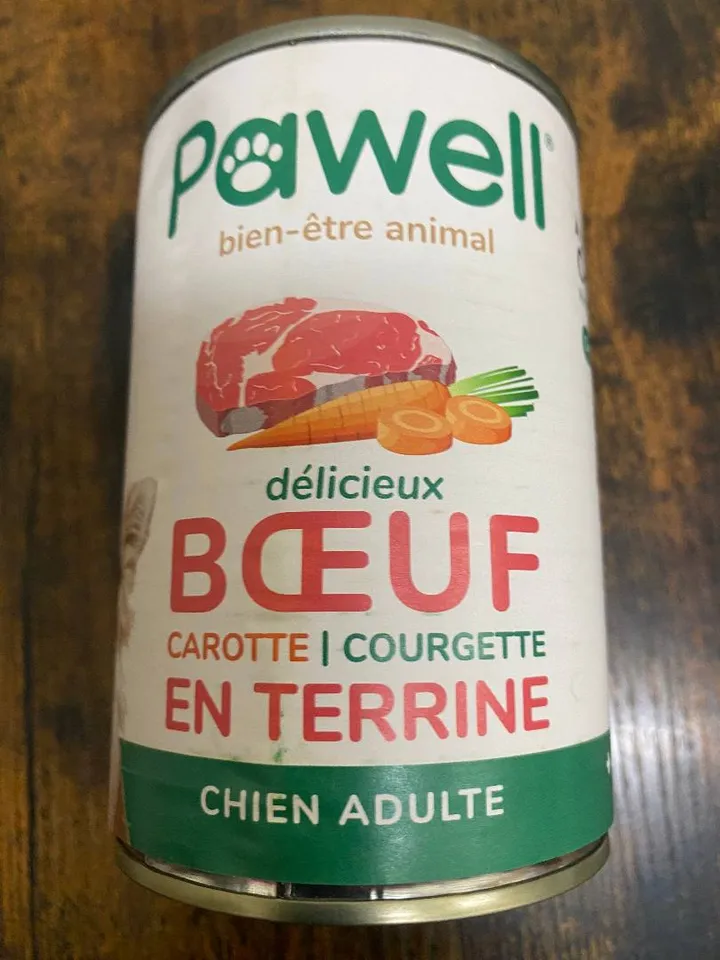 Pawell®
bien-être animal
délicieux
BŒUF
CAROTTE | COURGETTE
EN TERRINE
CHIEN ADULTE